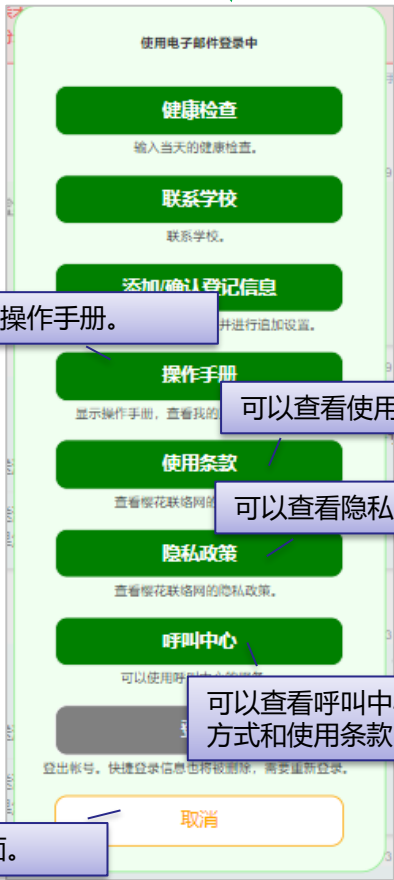 使用电子邮件登录中
健康检查
输入当天的健康检查。
联系学校
联系学校。
添加/确认登记信息
操作手册。
并进行追加设置。
操作手册
显示操作手册，查看我的
可以查看使用
使用条款
查看樱花联络网的
可以查看隐私
隐私政策
查看樱花联络网的隐私政策。
呼叫中心
可以使用呼叫中心的
可以查看呼叫中
方式和使用条款
登出帐号。快捷登录信息也将被删除，需要重新登录。
取消
面。